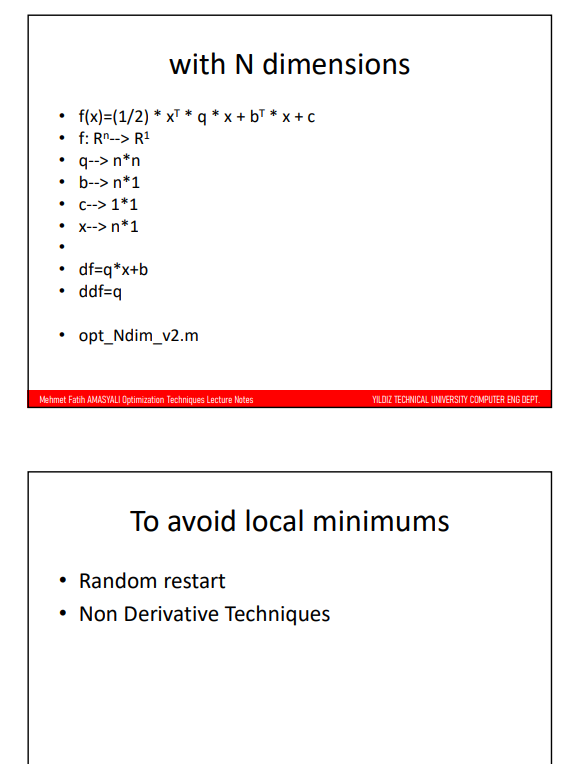 with N dimensions
• f(x)=(1/2) * xᵀ * q * x + bᵀ * x + c
• f: Rⁿ--> R¹
• q--> n*n
• b--> n*1
• c--> 1*1
• x--> n*1
•
• df=q*x+b
• ddf=q
• opt_Ndim_v2.m
Mehmet Fatih AMASYALI Optimization Techniques Lecture Notes
YILDIZ TECHNICAL UNIVERSITY COMPUTER ENG DEPT.
To avoid local minimums
• Random restart
• Non Derivative Techniques